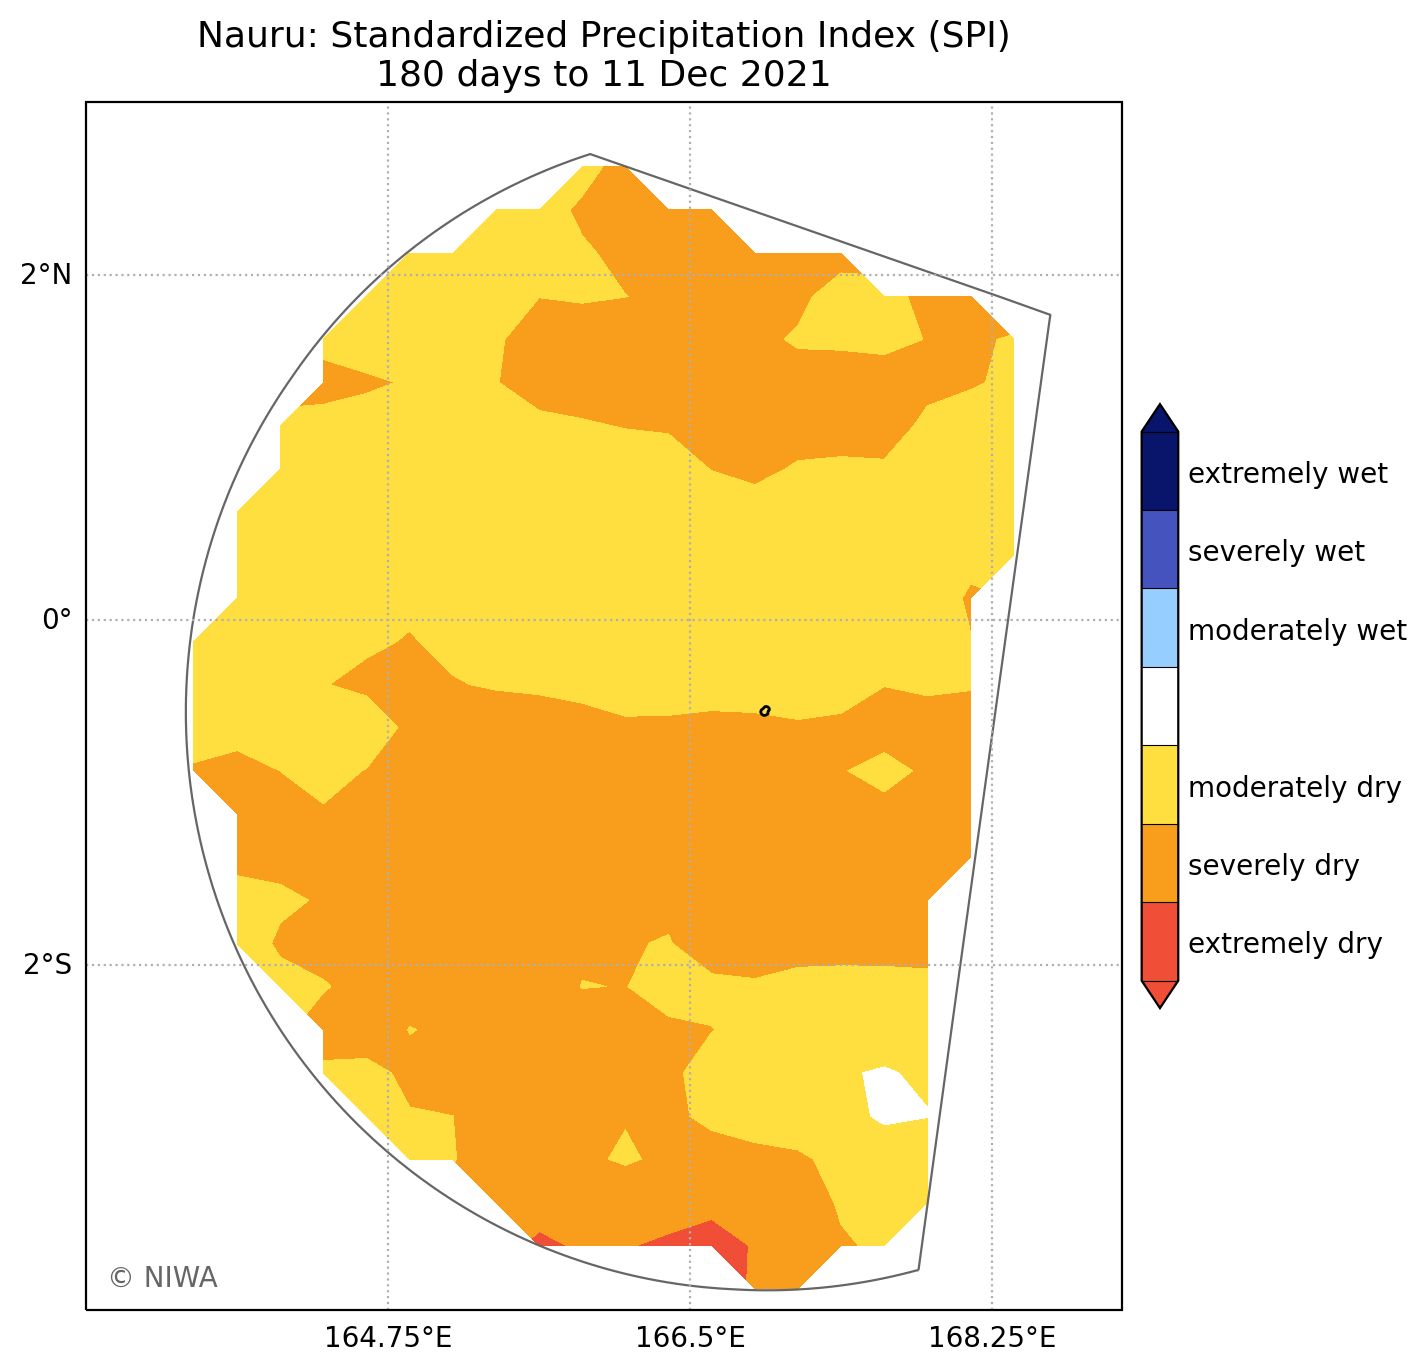 Nauru: Standardized Precipitation Index (SPI)
180 days to 11 Dec 2021
2°N
0°
2°S
164.75°E
166.5°E
168.25°E
extremely wet
severely wet
moderately wet
moderately dry
severely dry
extremely dry
© NIWA